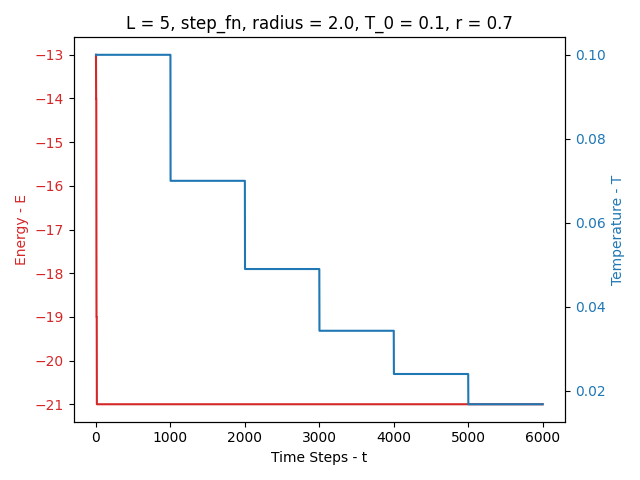 L = 5, step_fn, radius = 2.0, T_0 = 0.1, r = 0.7
−13
−14
−15
−16
−17
−18
−19
−20
−21
Energy - E
0.10
0.08
0.06
0.04
0.02
Temperature - T
0 1000 2000 3000 4000 5000 6000
Time Steps - t